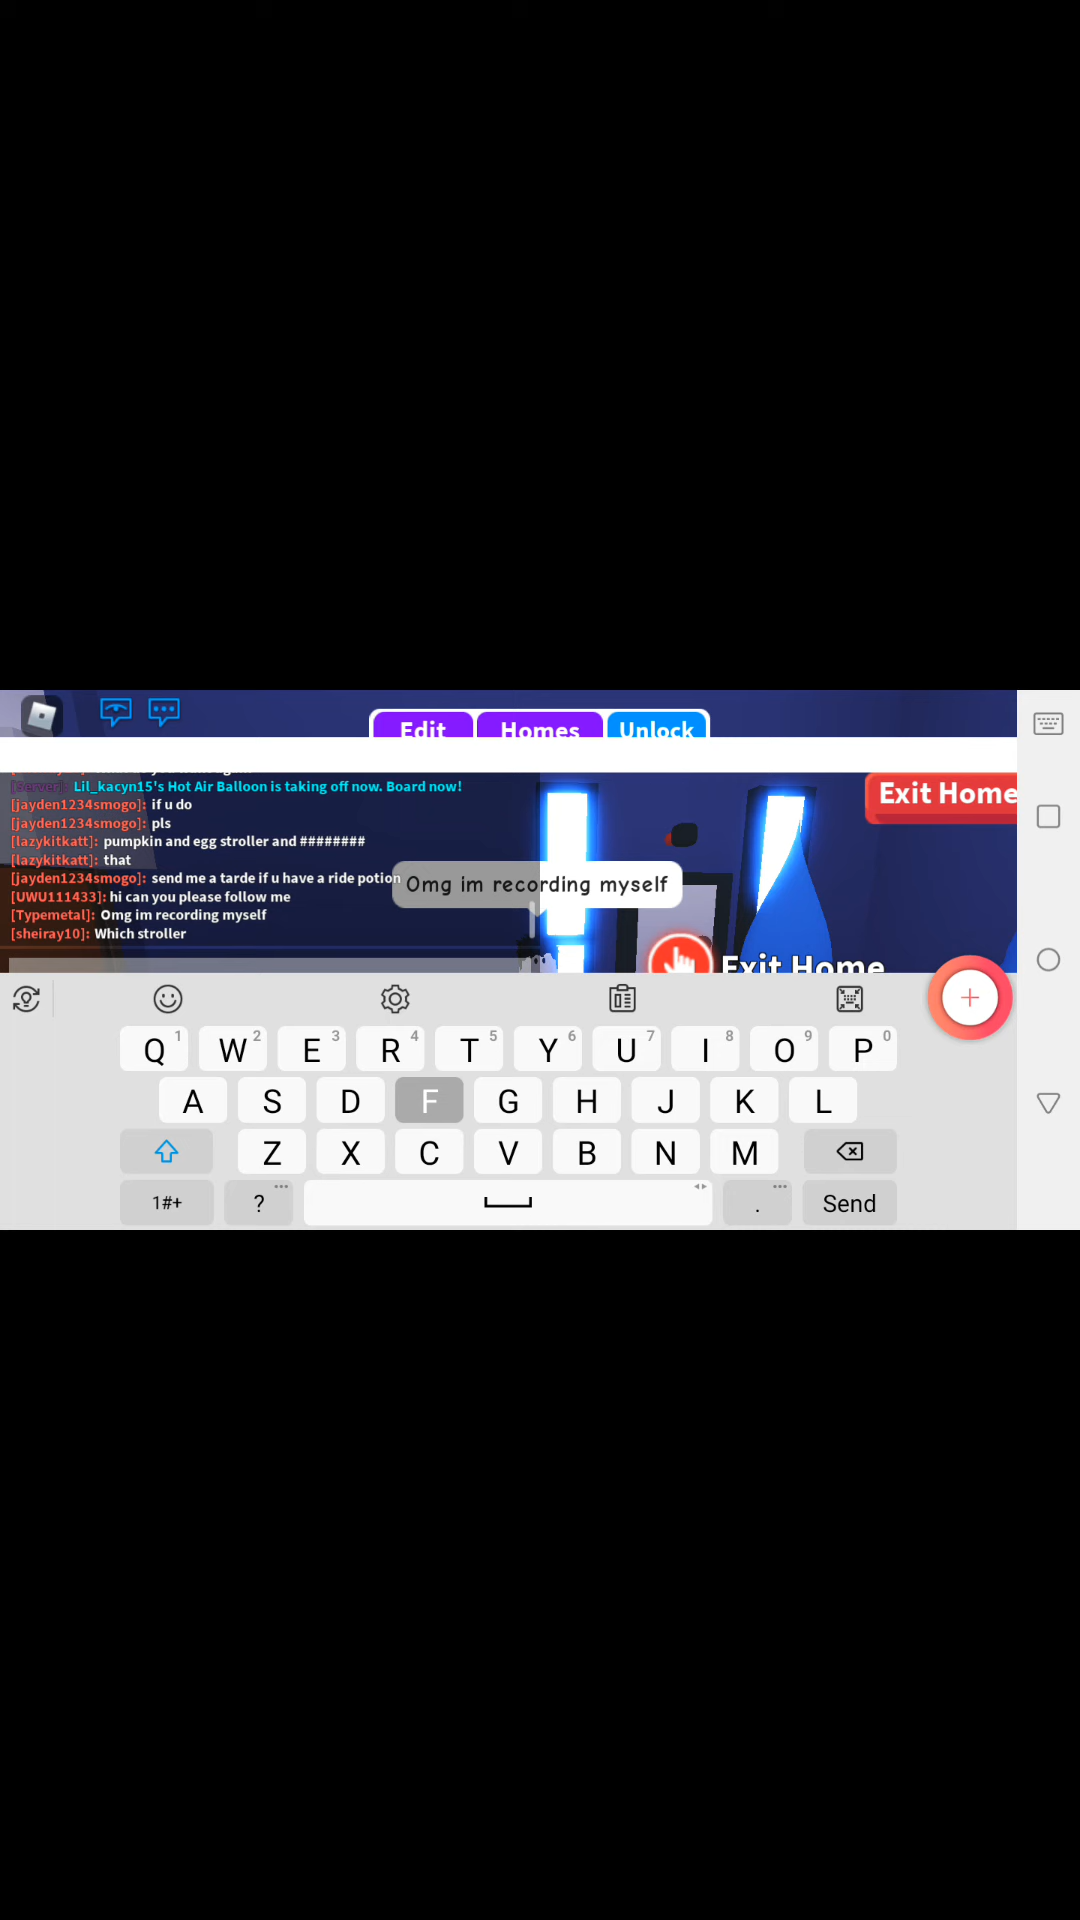 Edit Homes Unlock
[Server]: Lil_kacyn15's Hot Air Balloon is taking off now. Board now!
Exit Home
[jayden1234smogo]: if u do
[jayden1234smogo]: pls
[lazykitkatt]: pumpkin and egg stroller and ########
[lazykitkatt]: that
[jayden1234smogo]: send me a tarde if u have a ride potion
Omg im recording myself
[UWU111433]: hi can you please follow me
[Typemetal]: Omg im recording myself
[sheiray10]: Which stroller
Exit Home
Q 1 W 2 E 3 R 4 T 5 Y 6 U 7 I 8 O 9 P 0
A S D F G H J K L
Z X C V B N M
1#+ ? . Send